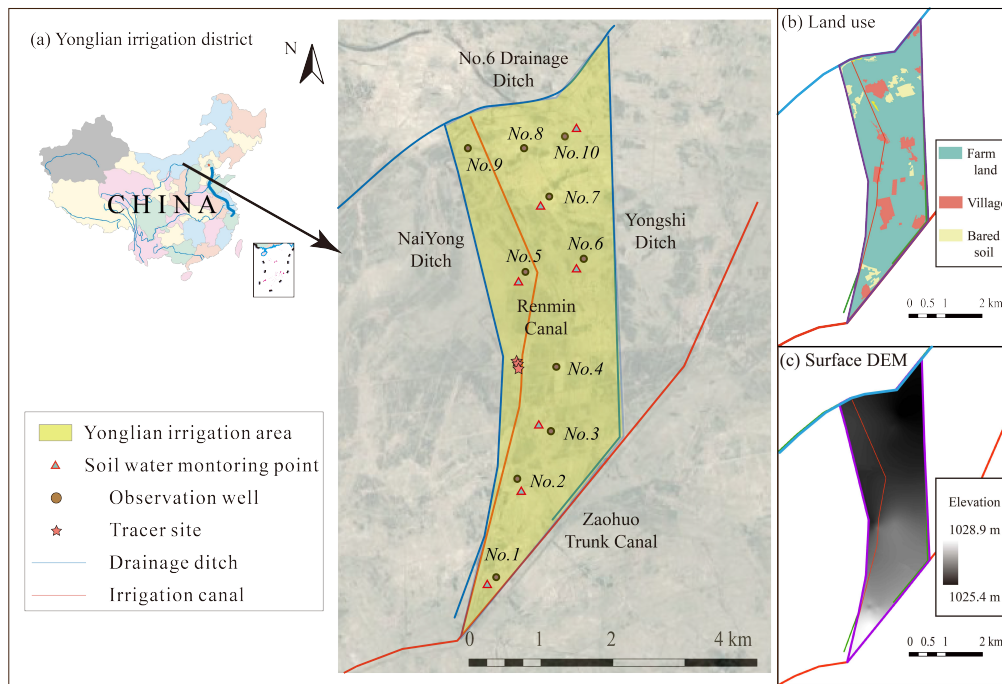 (a) Yonglian irrigation district
N
CHINA
No.6 Drainage
Ditch
No.8
No.9
No.10
No.7
NaiYong
Ditch
Yongshi
Ditch
No.6
No.5
Renmin
Canal
No.4
No.3
No.2
Zaohuo
Trunk Canal
No.1
0 1 2 4 km
Yonglian irrigation area
Soil water montoring point
Observation well
Tracer site
Drainage ditch
Irrigation canal
(b) Land use
Farm
land
Village
Bared
soil
0 0.5 1 2 km
(c) Surface DEM
Elevation
1028.9 m
1025.4 m
0 0.5 1 2 km